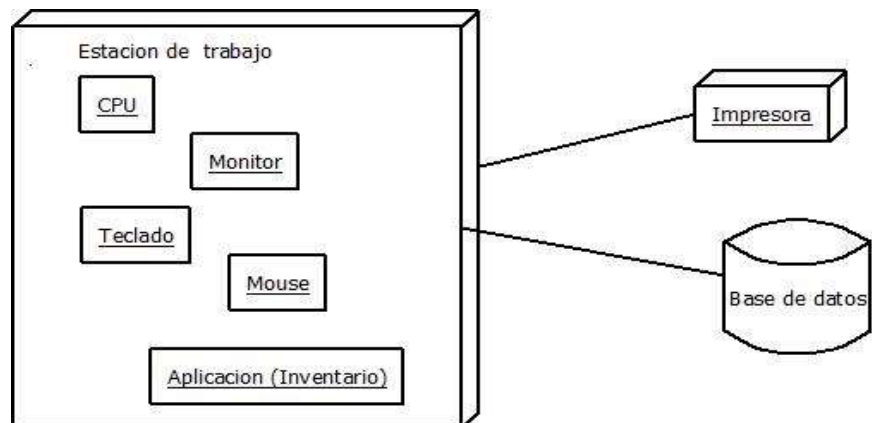 Estacion de trabajo
CPU
Monitor
Teclado
Mouse
Aplicacion (Inventario)
Impresora
Base de datos